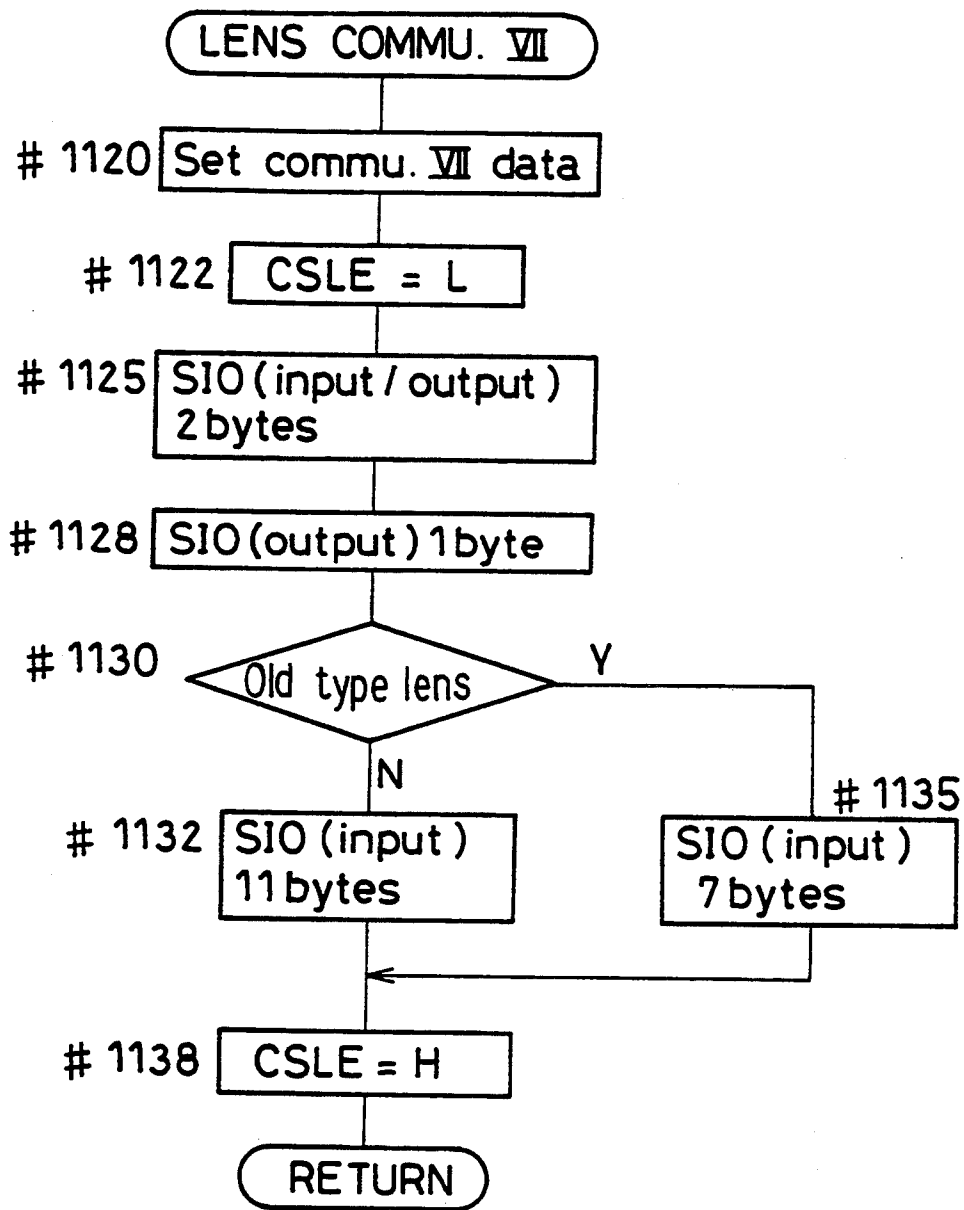 LENS COMMU. VII
# 1120 Set commu. VII data
# 1122 CSLE = L
# 1125 SIO (input / output)
2 bytes
# 1128 SIO (output) 1 byte
# 1130 Old type lens Y
N
# 1135
# 1132 SIO (input)
11 bytes
SIO (input)
7 bytes
# 1138 CSLE = H
RETURN